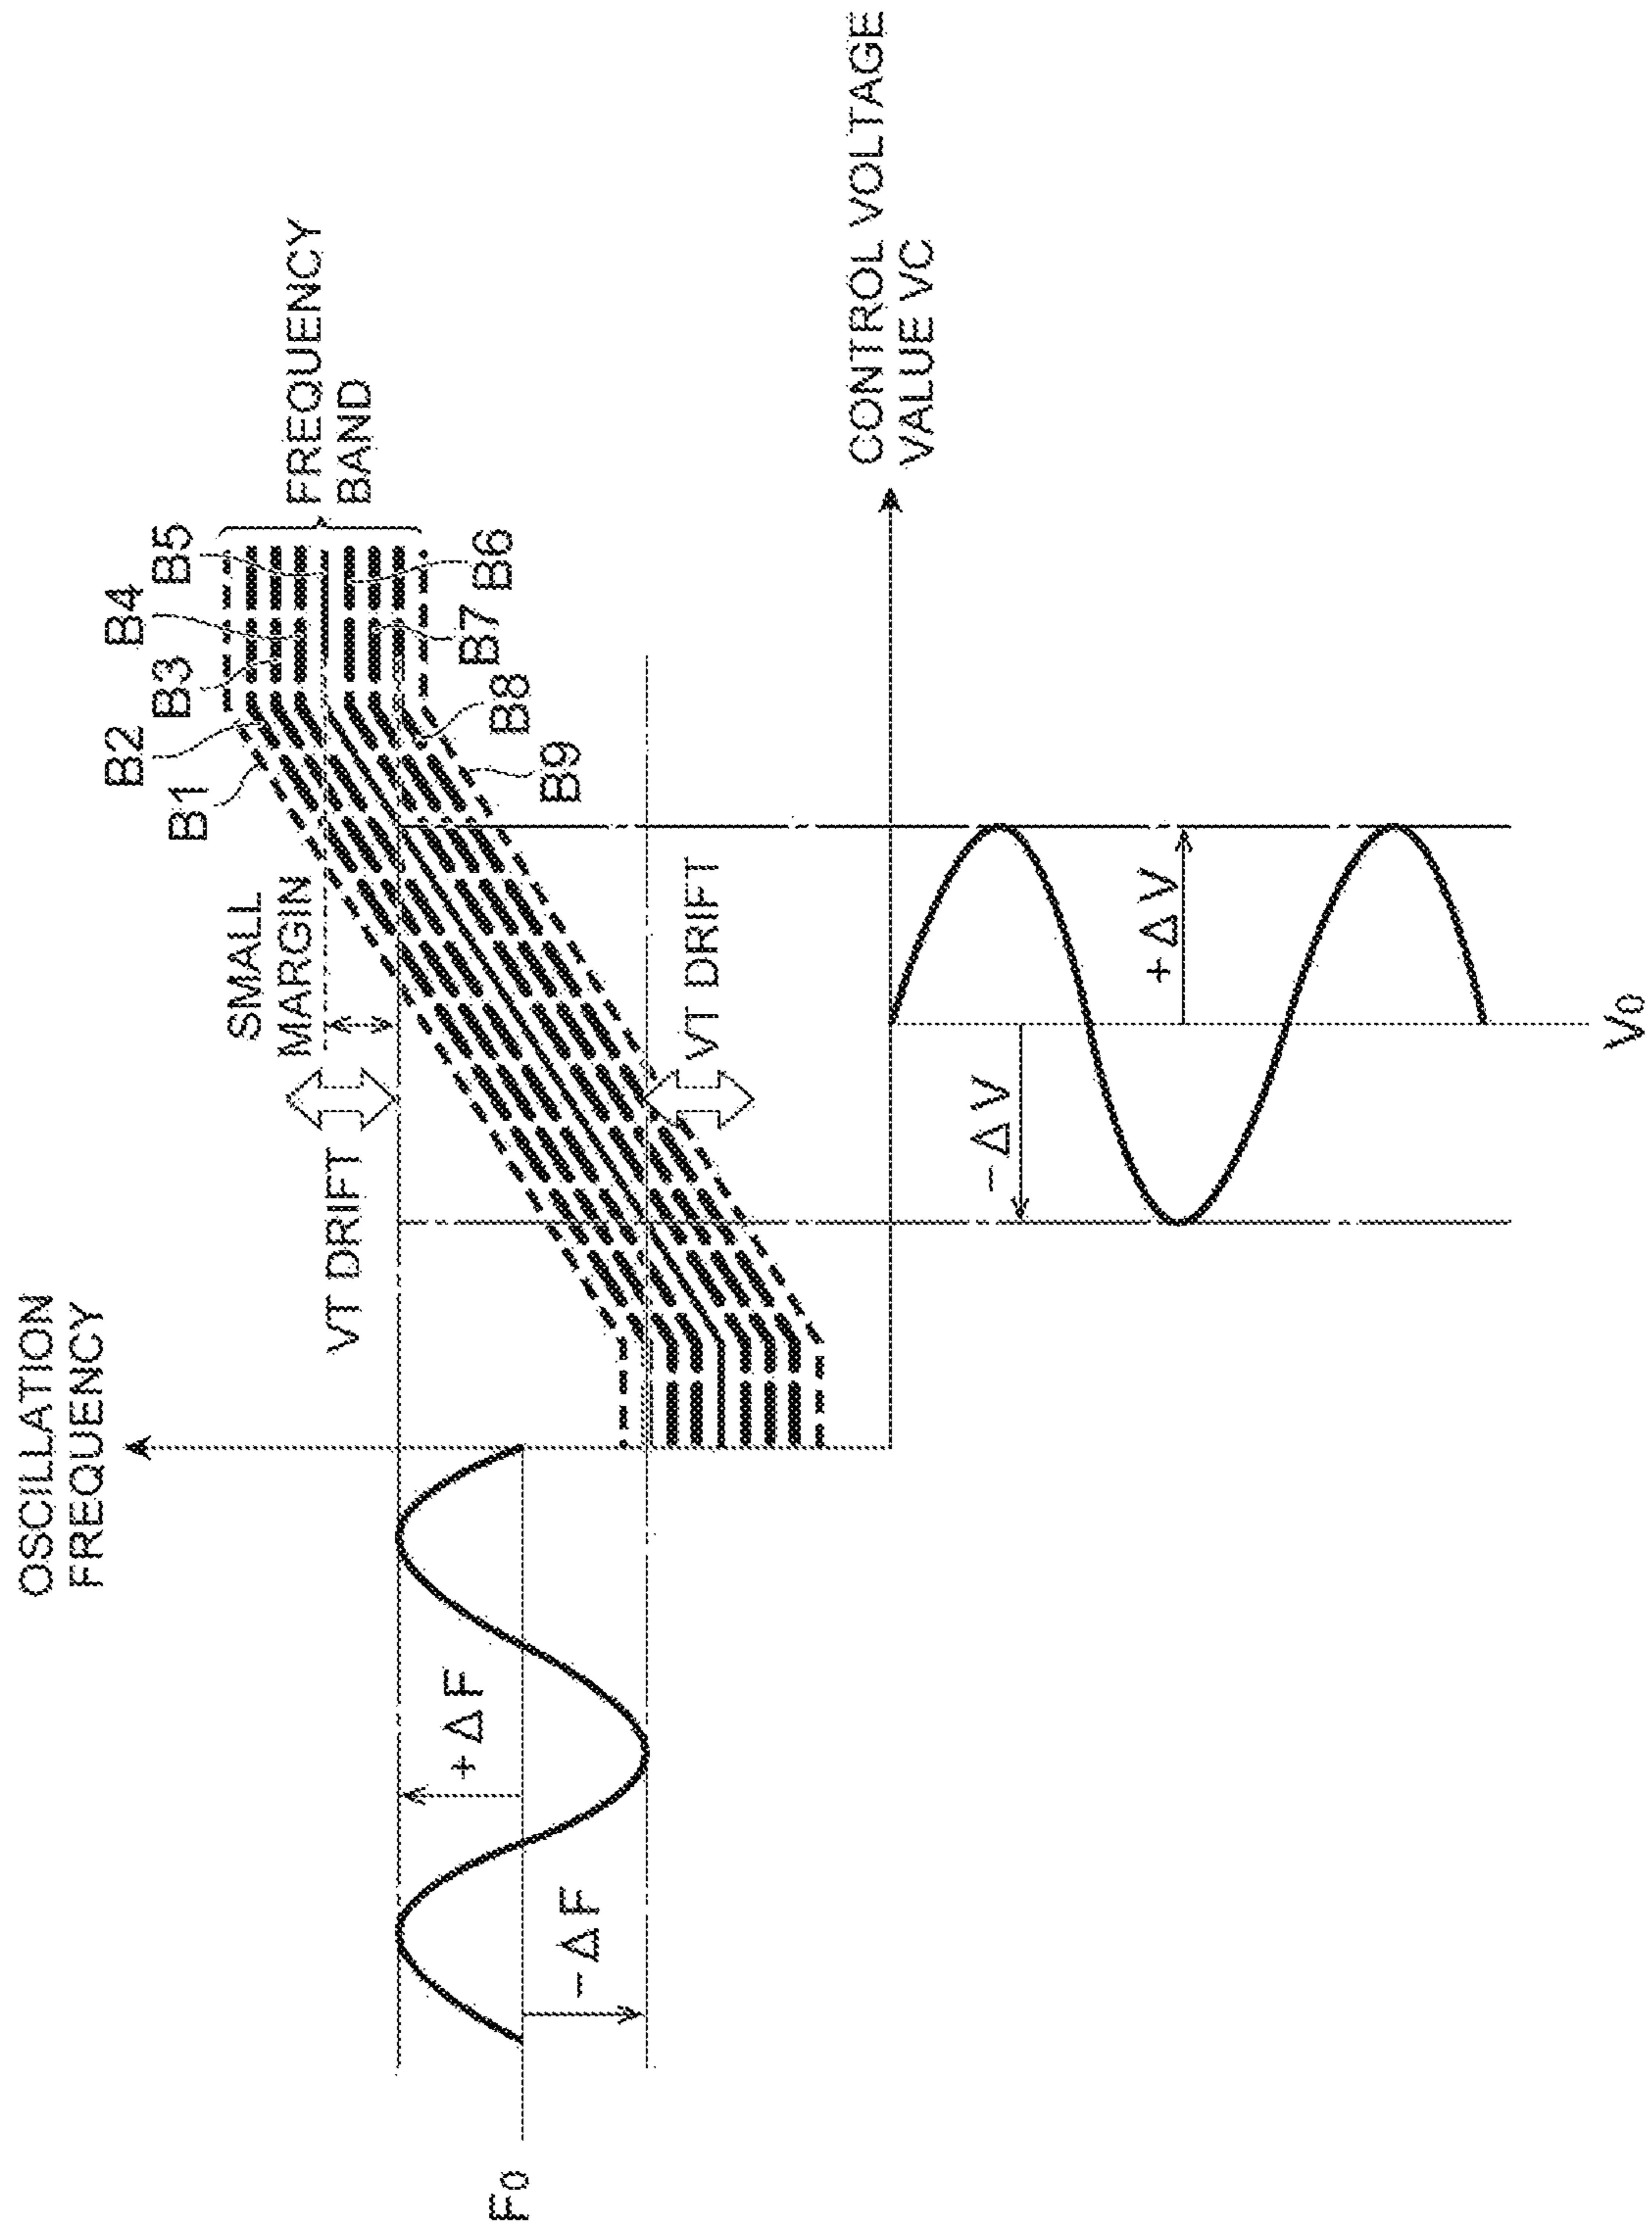 OSCILLATION
FREQUENCY
FREQUENCY
BAND
B1
B2
B3
B4
B5
B6
B7
B8
B9
SMALL
MARGIN
VT DRIFT
VT DRIFT
CONTROL VOLTAGE
VALUE VC
+ΔF
−ΔF
F0
−ΔV
+ΔV
V0